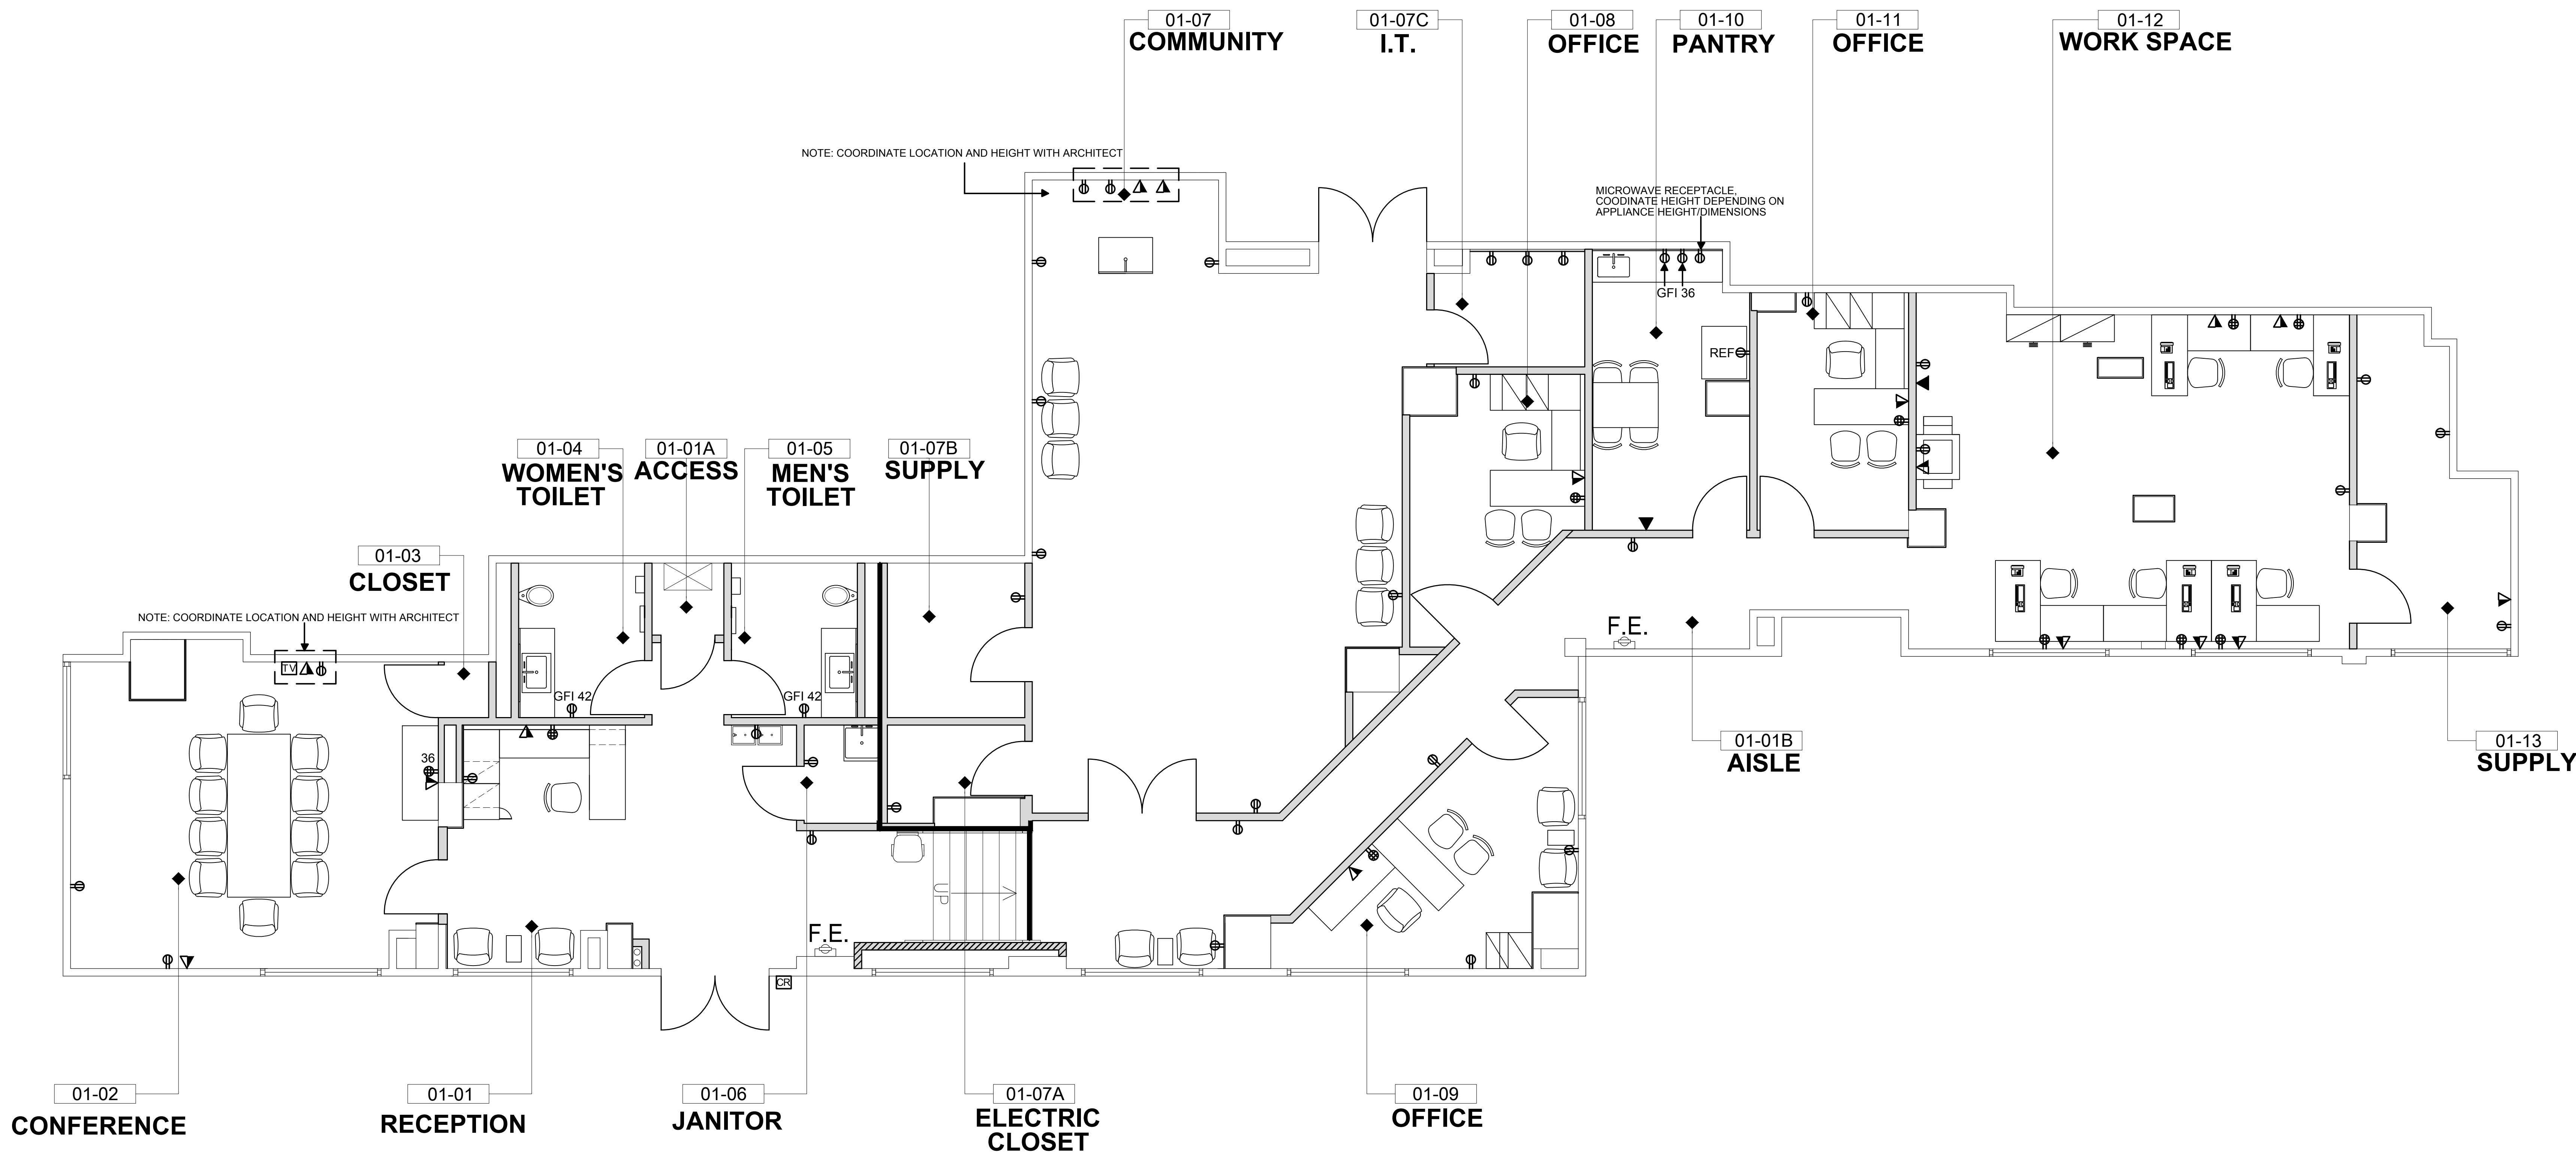 01-07
COMMUNITY
01-07C
I.T.
01-08
OFFICE
01-10
PANTRY
01-11
OFFICE
01-12
WORK SPACE
NOTE: COORDINATE LOCATION AND HEIGHT WITH ARCHITECT
MICROWAVE RECEPTACLE,
COODINATE HEIGHT DEPENDING ON
APPLIANCE HEIGHT/DIMENSIONS
GFI 36
REF
01-04
WOMEN'S
TOILET
01-01A
ACCESS
01-05
MEN'S
TOILET
01-07B
SUPPLY
01-03
CLOSET
NOTE: COORDINATE LOCATION AND HEIGHT WITH ARCHITECT
TV
F.E.
GFI 42
GFI 42
36
01-01B
AISLE
01-13
SUPPLY
UP
F.E.
CR
01-02
CONFERENCE
01-01
RECEPTION
01-06
JANITOR
01-07A
ELECTRIC
CLOSET
01-09
OFFICE